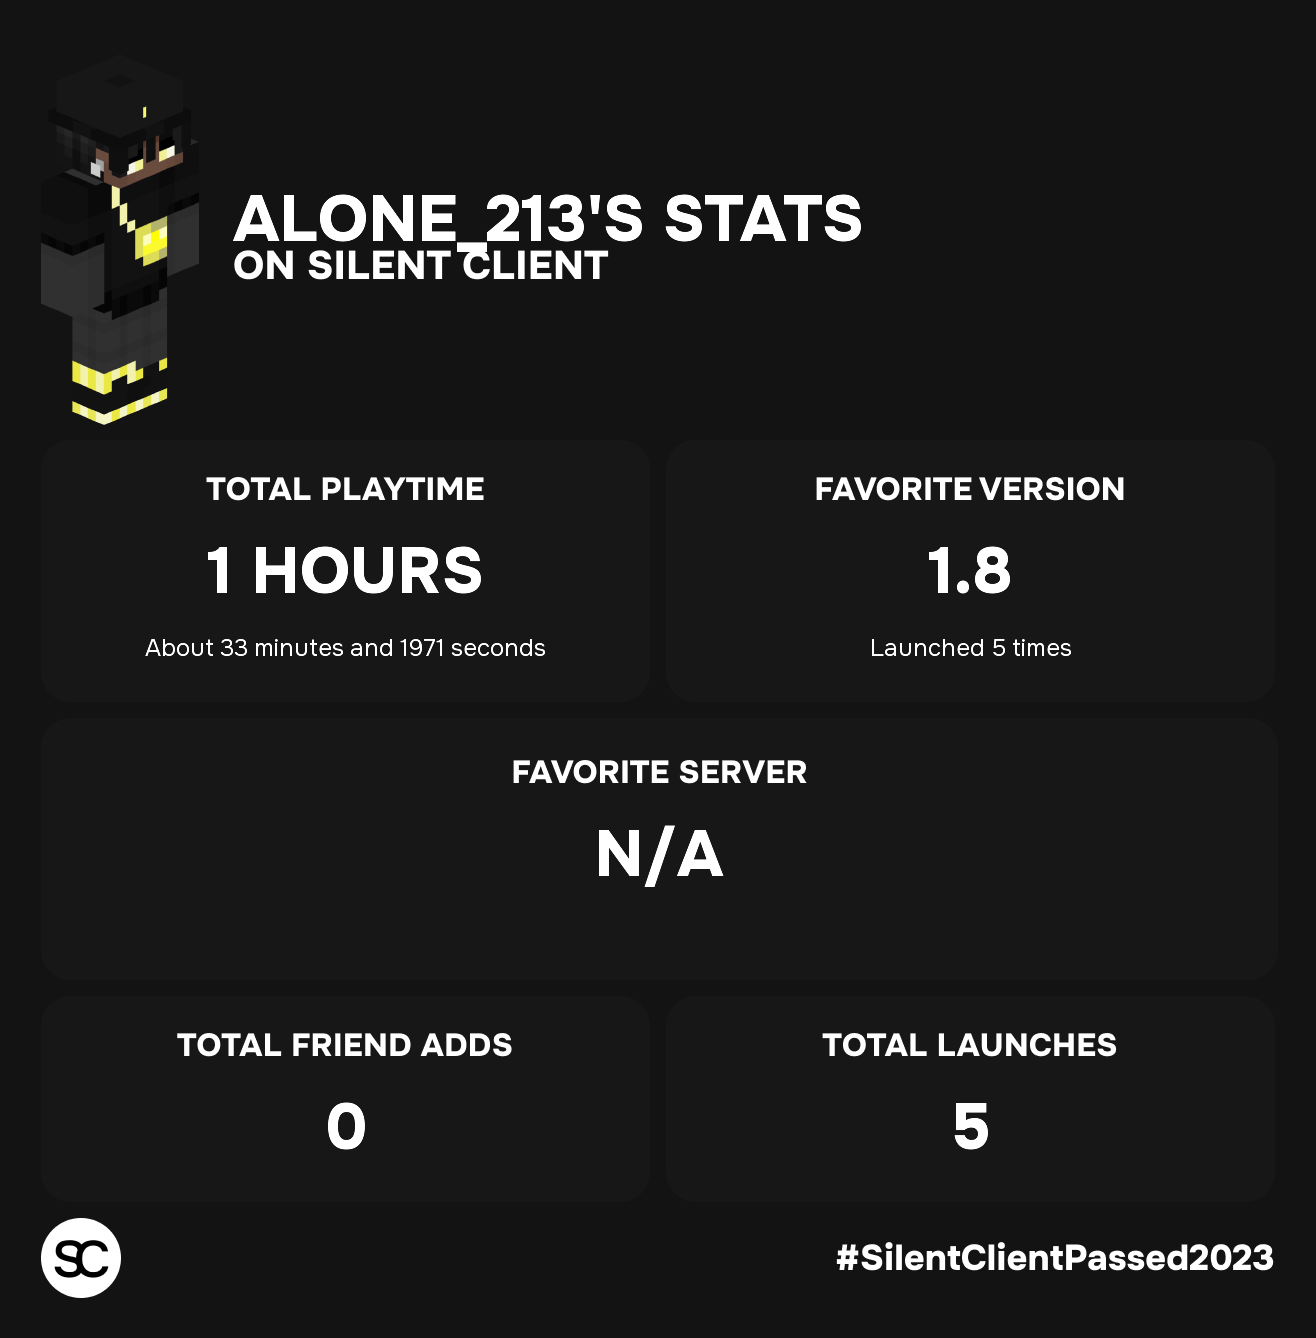 ALONE_213'S STATS
ON SILENT CLIENT
TOTAL PLAYTIME
1 HOURS
About 33 minutes and 1971 seconds
FAVORITE VERSION
1.8
Launched 5 times
FAVORITE SERVER
N/A
TOTAL FRIEND ADDS
0
TOTAL LAUNCHES
5
SC
#SilentClientPassed2023